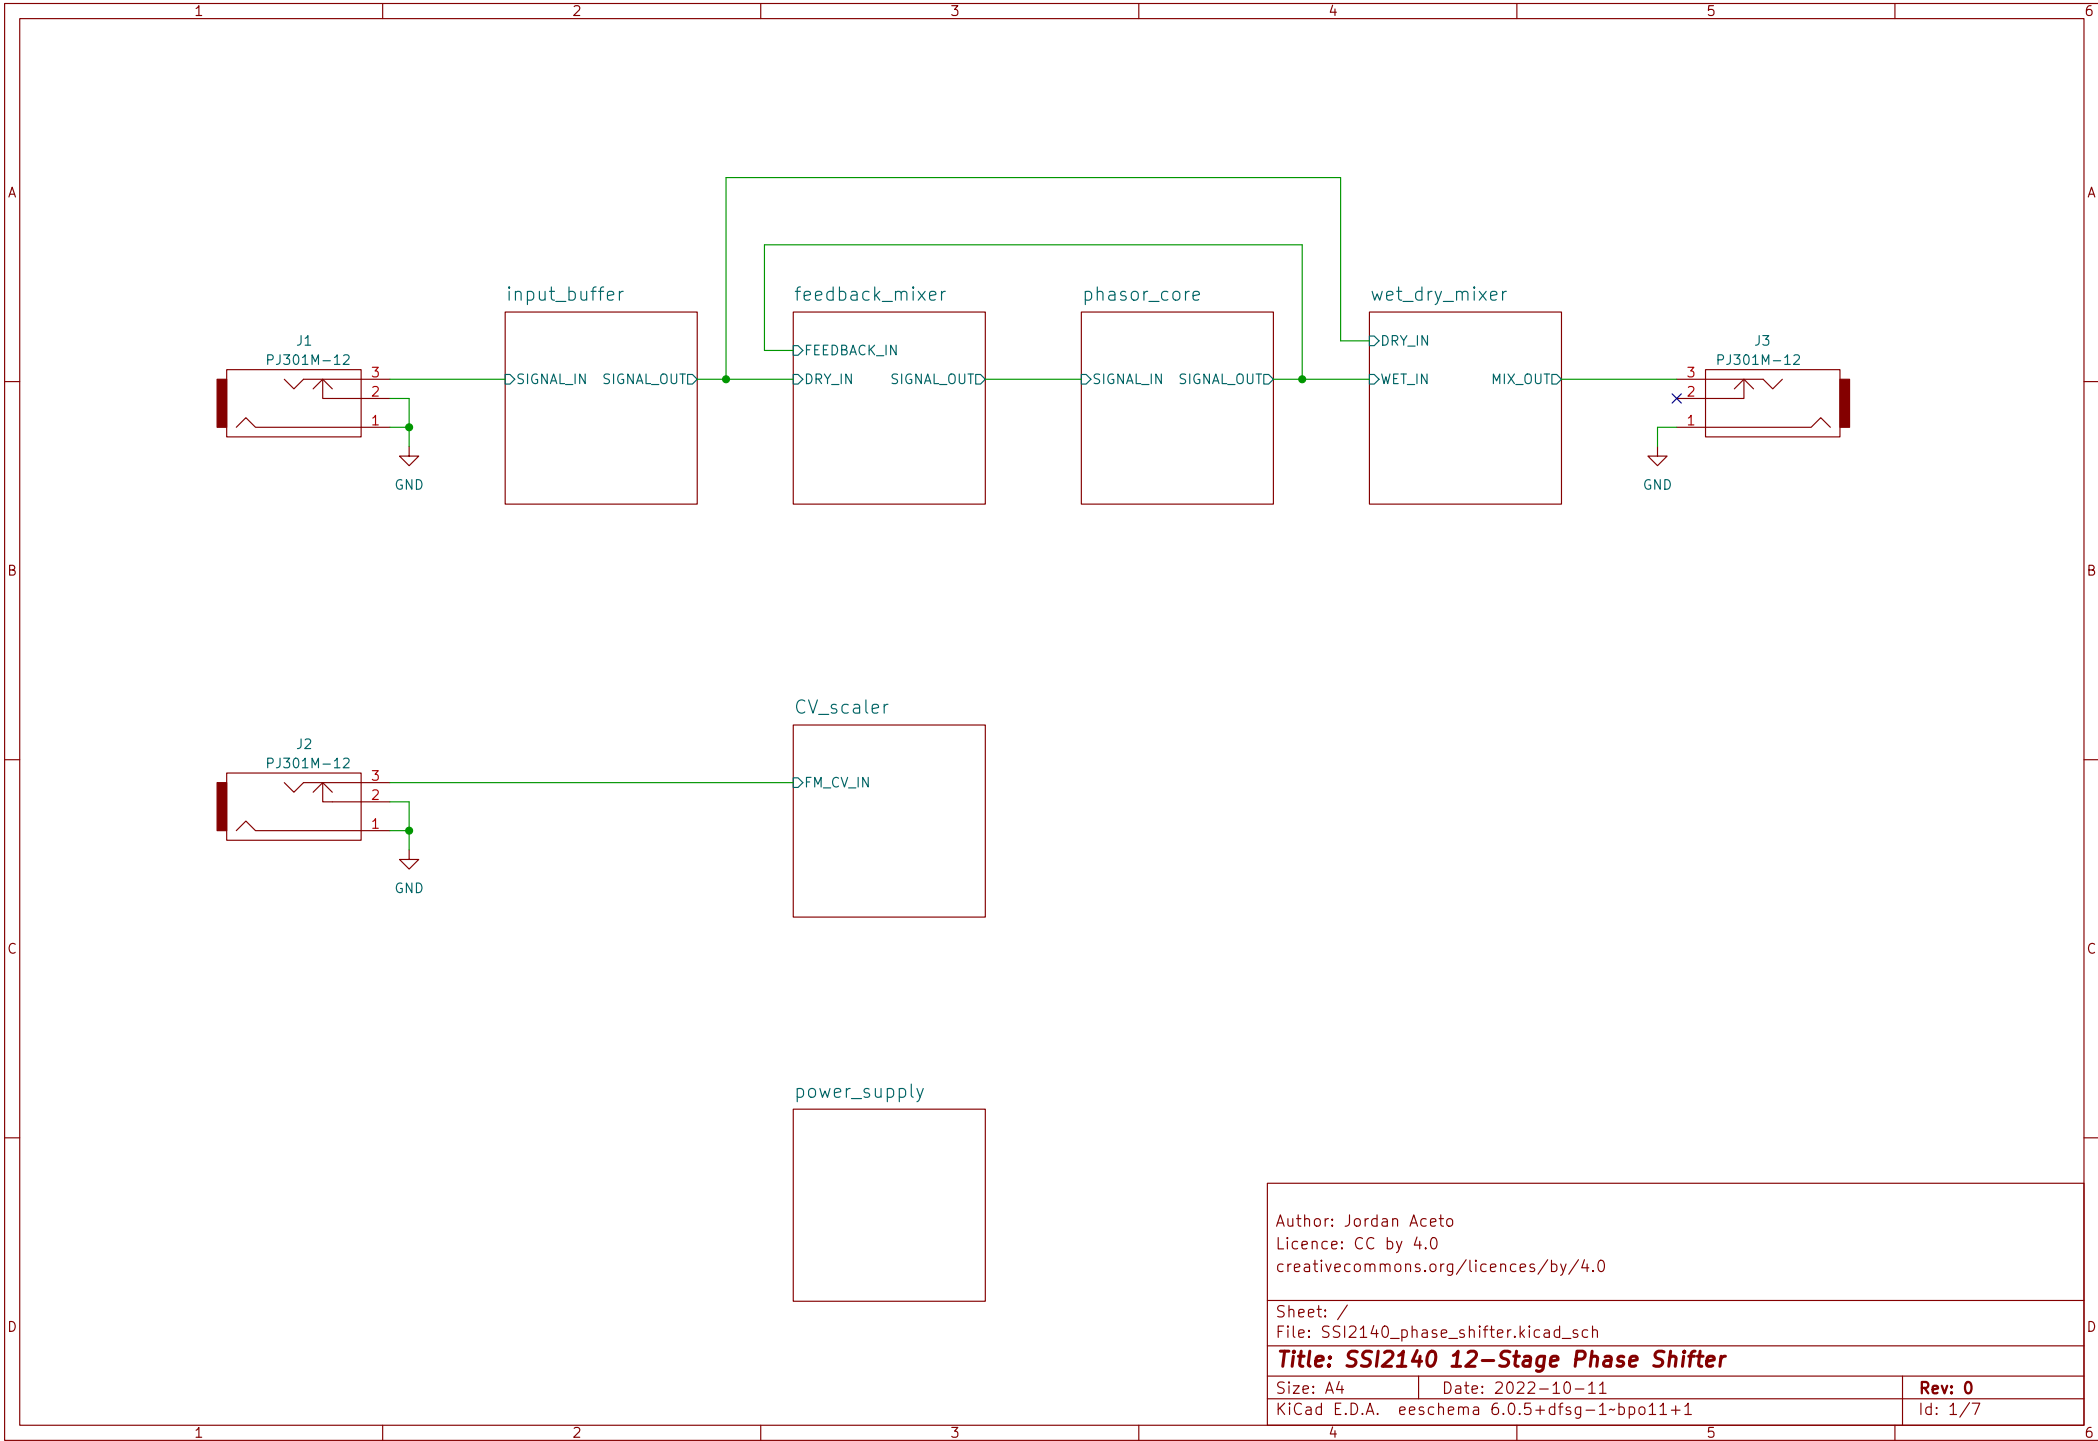 1 2 3 4 5 6
A A
input_buffer feedback_mixer phasor_core wet_dry_mixer
J1 J3
PJ301M-12 PJ301M-12
DRY_IN
FEEDBACK_IN
3 SIGNAL_IN SIGNAL_OUT DRY_IN SIGNAL_OUT SIGNAL_IN SIGNAL_OUT WET_IN MIX_OUT 3
2 2
1 1
GND GND
B B
CV_scaler
J2
PJ301M-12
3 FM_CV_IN
2
1
GND
C C
power_supply
Author: Jordan Aceto
Licence: CC by 4.0
creativecommons.org/licences/by/4.0
Sheet: /
D D
File: SSI2140_phase_shifter.kicad_sch
Title: SSI2140 12-Stage Phase Shifter
Size: A4 Date: 2022-10-11 Rev: 0
KiCad E.D.A. eeschema 6.0.5+dfsg-1~bpo11+1 Id: 1/7
1 2 3 4 5 6